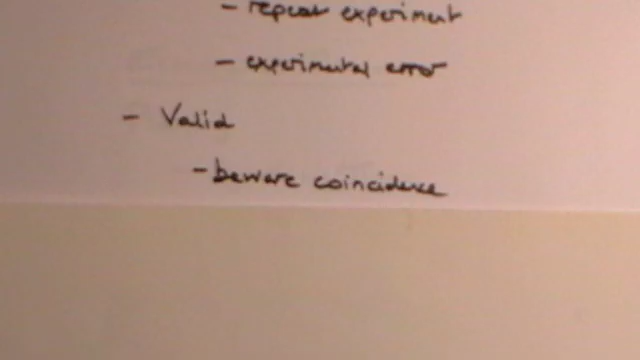 - repeat experiment
- experimental error
- Valid
- beware coincidence